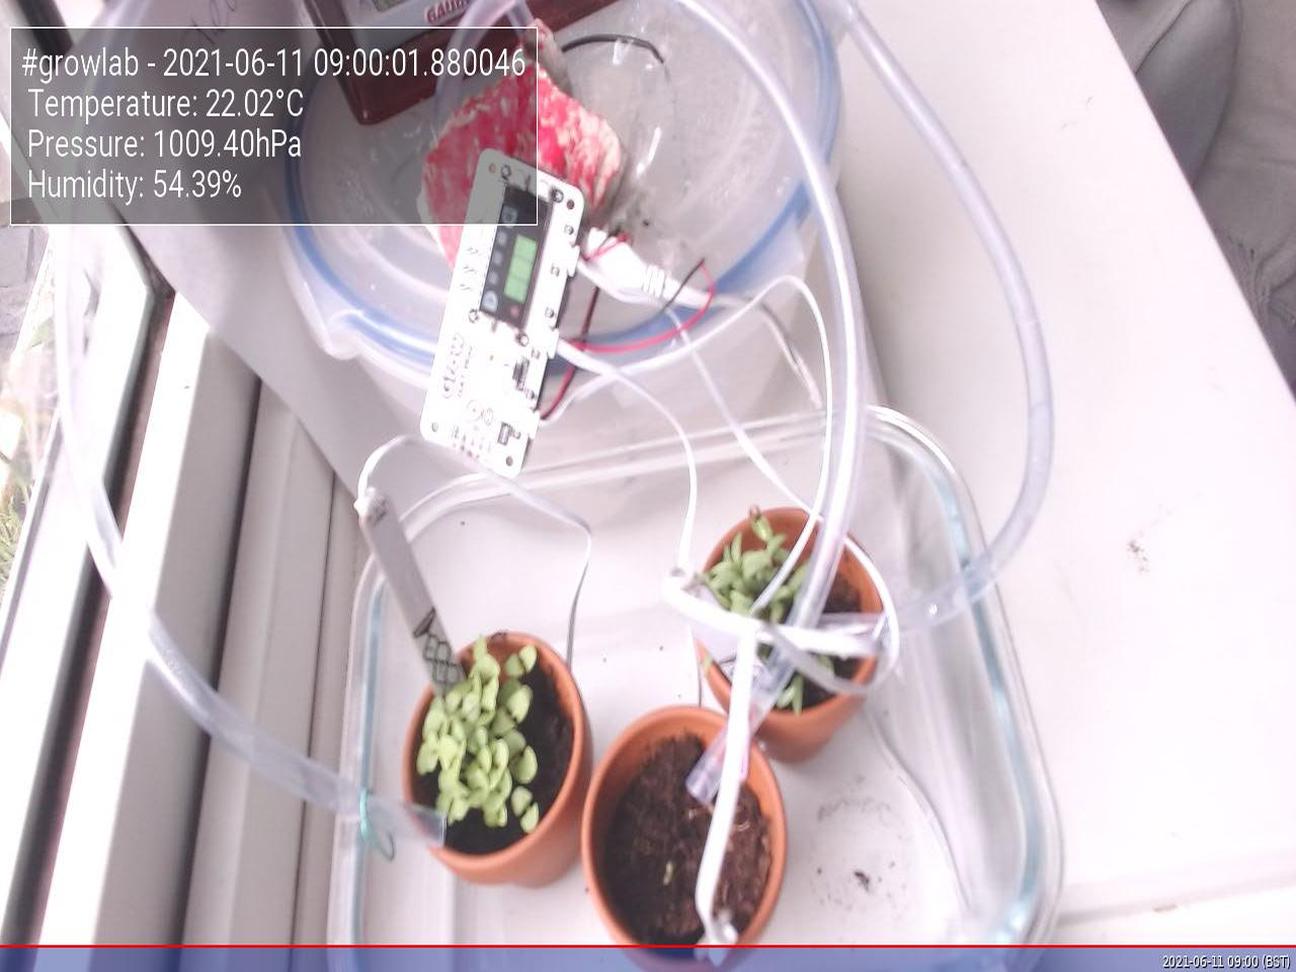 #growlab - 2021-06-11 09:00:01.880046
Temperature: 22.02°C
Pressure: 1009.40hPa
Humidity: 54.39%
2021-06-11 09:00 (BST)